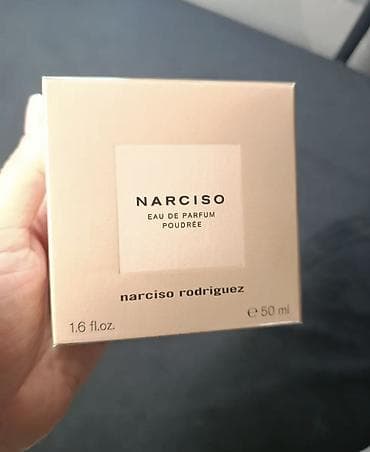 NARCISO
EAU DE PARFUM
POUDRÉE
narciso rodriguez
1.6 fl.oz. ℮ 50 ml